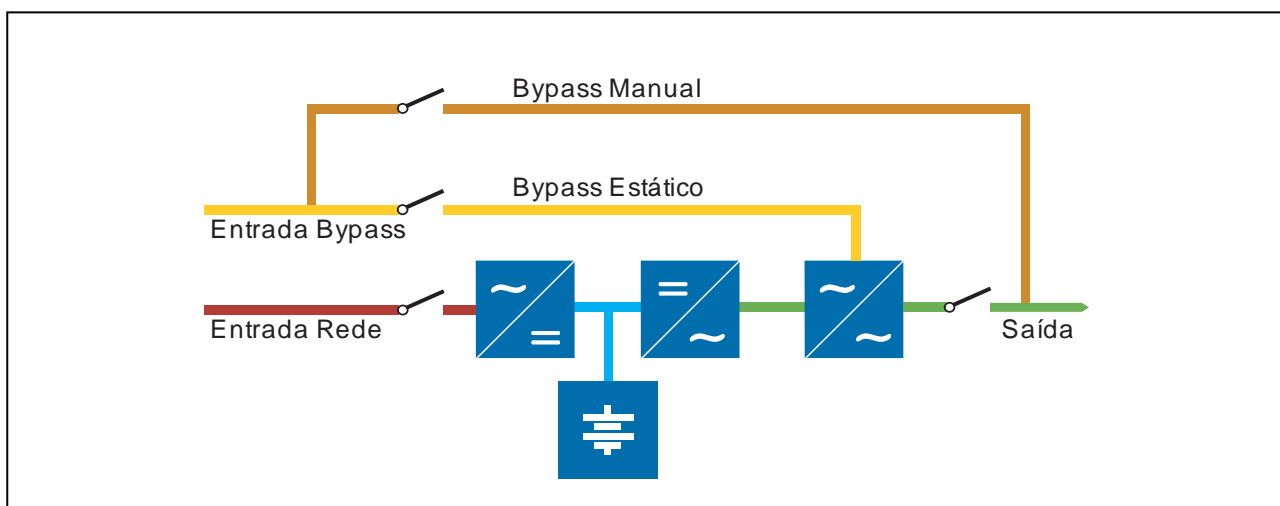 Bypass Manual
Bypass Estático
Entrada Bypass
Entrada Rede
Saída